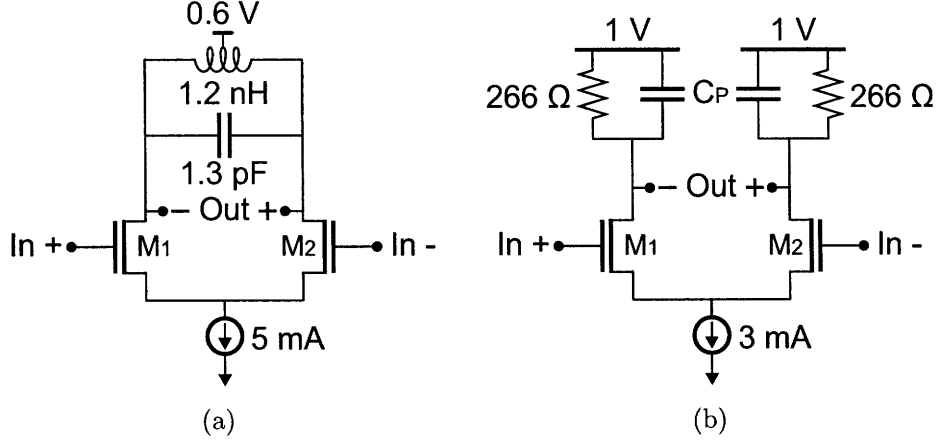 0.6 V
1.2 nH
1.3 pF
− Out +
In +
M1
M2
In -
5 mA
(a)
1 V
1 V
266 Ω
CP
266 Ω
− Out +
In +
M1
M2
In -
3 mA
(b)